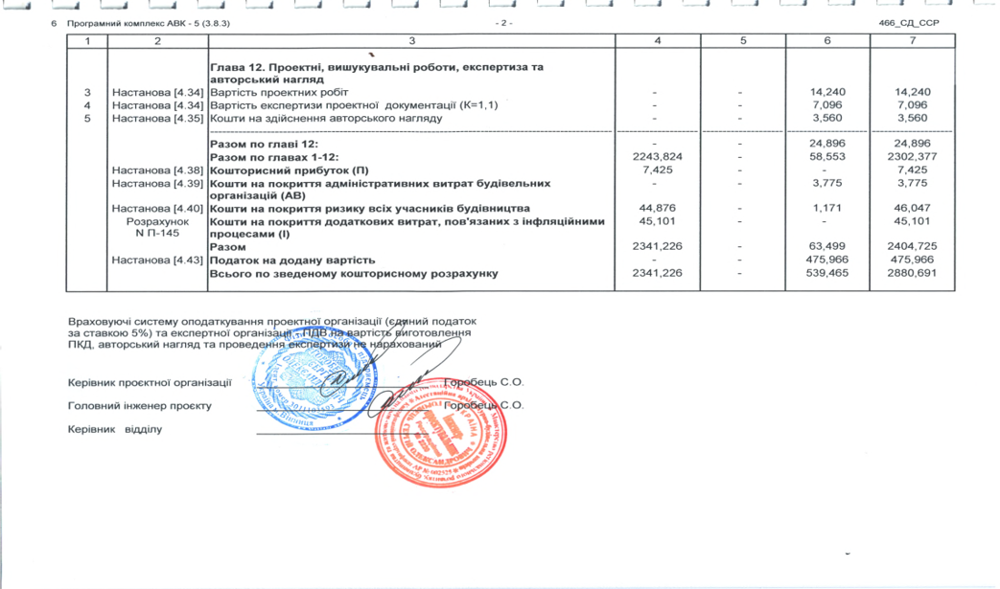 6 Програмний комплекс АВК - 5 (3.8.3) - 2 - 466_СД_ССР
1 2 3 4 5 6 7
Глава 12. Проектні, вишукувальні роботи, експертиза та
авторський нагляд
3 Настанова [4.34] Вартість проектних робіт - - 14,240 14,240
4 Настанова [4.34] Вартість експертизи проектної документації (К=1,1) - - 7,096 7,096
5 Настанова [4.35] Кошти на здійснення авторського нагляду - - 3,560 3,560
Разом по главі 12: - - 24,896 24,896
Разом по главах 1-12: 2243,824 - 58,553 2302,377
Настанова [4.38] Кошторисний прибуток (П) 7,425 - - 7,425
Настанова [4.39] Кошти на покриття адміністративних витрат будівельних - - 3,775 3,775
організацій (АВ)
Настанова [4.40] Кошти на покриття ризику всіх учасників будівництва 44,876 - 1,171 46,047
Розрахунок Кошти на покриття додаткових витрат, пов'язаних з інфляційними 45,101 - - 45,101
N П-145 процесами (І)
Разом 2341,226 - 63,499 2404,725
Настанова [4.43] Податок на додану вартість - - 475,966 475,966
Всього по зведеному кошторисному розрахунку 2341,226 - 539,465 2880,691
Враховуючі систему оподаткування проектної організації (єдиний податок
за ставкою 5%) та експертної організації - ПДВ на вартість виготовлення
ПКД, авторський нагляд та проведення експертизи не нарахований
Керівник проєктної організації Горобець С.О.
Головний інженер проєкту Горобець С.О.
Керівник відділу